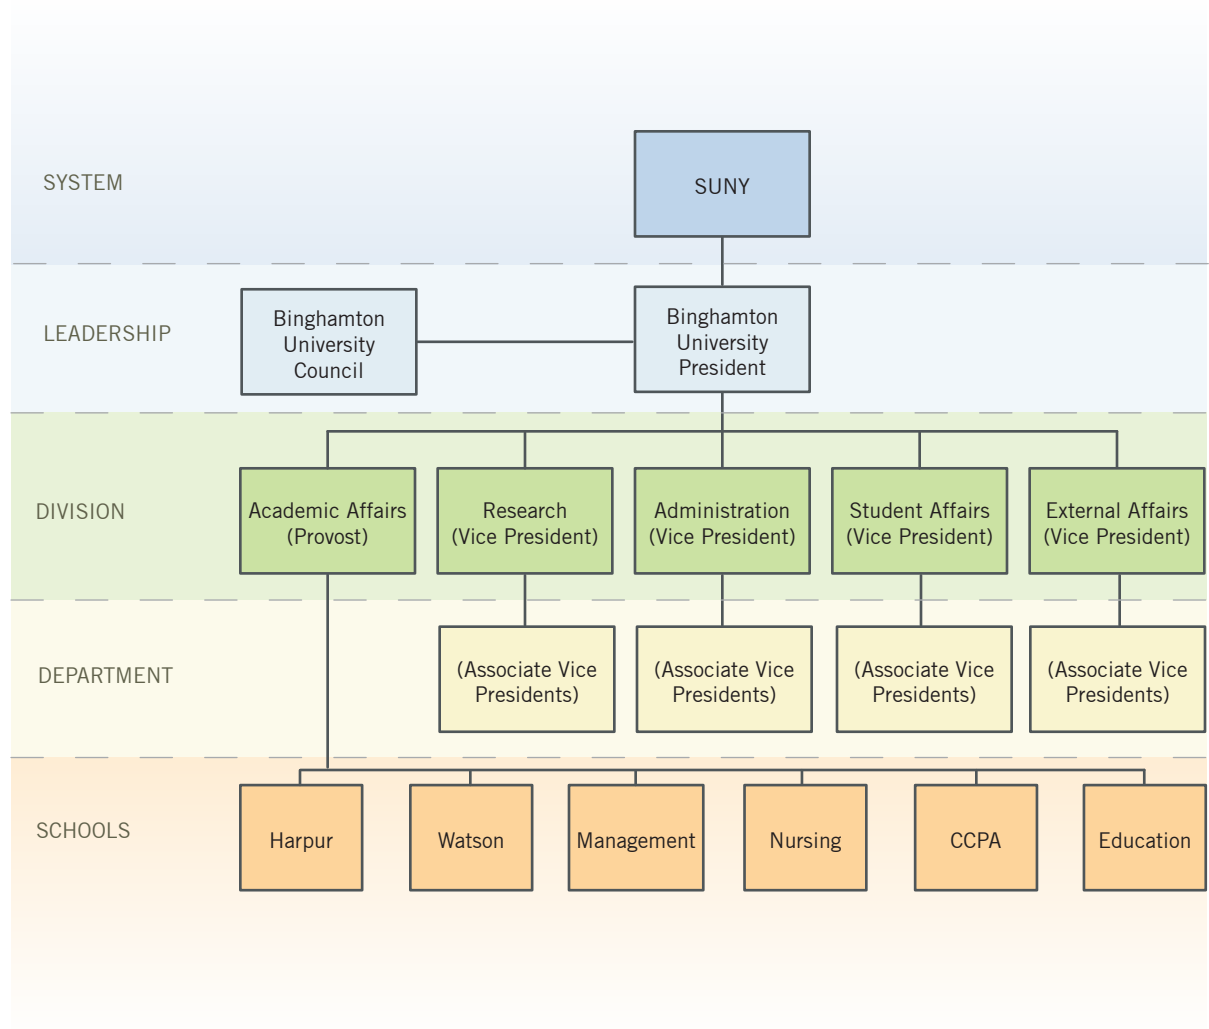 SYSTEM
SUNY
LEADERSHIP
Binghamton
University
Council
Binghamton
University
President
DIVISION
Academic Affairs
(Provost)
Research
(Vice President)
Administration
(Vice President)
Student Affairs
(Vice President)
External Affairs
(Vice President)
DEPARTMENT
(Associate Vice
Presidents)
(Associate Vice
Presidents)
(Associate Vice
Presidents)
(Associate Vice
Presidents)
SCHOOLS
Harpur
Watson
Management
Nursing
CCPA
Education